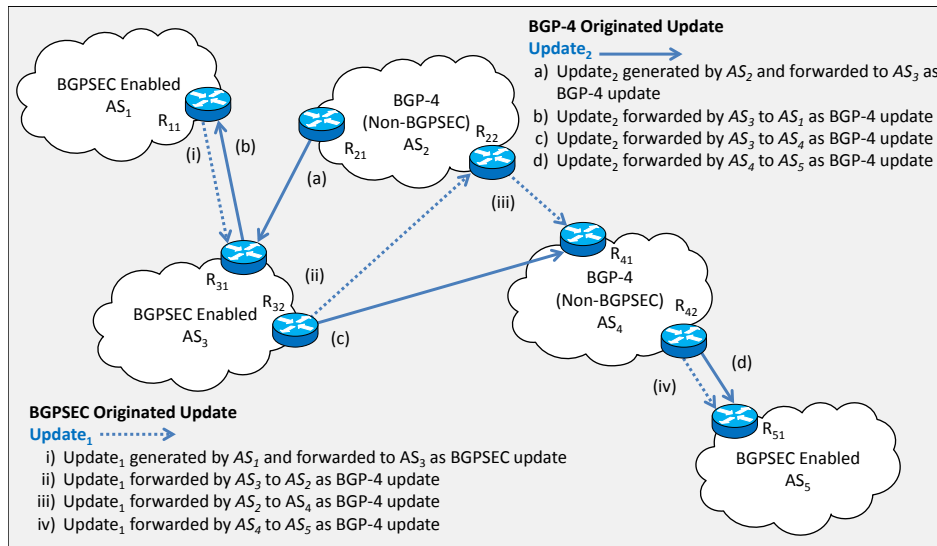 BGP-4 Originated Update
Update₂
a) Update₂ generated by AS₂ and forwarded to AS₃ as
BGP-4 update
b) Update₂ forwarded by AS₃ to AS₁ as BGP-4 update
c) Update₂ forwarded by AS₃ to AS₄ as BGP-4 update
d) Update₂ forwarded by AS₄ to AS₅ as BGP-4 update
BGPSEC Enabled
AS₁
R₁₁
(i)
(b)
BGP-4
(Non-BGPSEC)
AS₂
R₂₁
R₂₂
(a)
(iii)
(ii)
R₃₁
R₃₂
BGPSEC Enabled
AS₃
(c)
R₄₁
BGP-4
(Non-BGPSEC)
AS₄
R₄₂
(d)
(iv)
R₅₁
BGPSEC Enabled
AS₅
BGPSEC Originated Update
Update₁
i) Update₁ generated by AS₁ and forwarded to AS₃ as BGPSEC update
ii) Update₁ forwarded by AS₃ to AS₂ as BGP-4 update
iii) Update₁ forwarded by AS₂ to AS₄ as BGP-4 update
iv) Update₁ forwarded by AS₄ to AS₅ as BGP-4 update